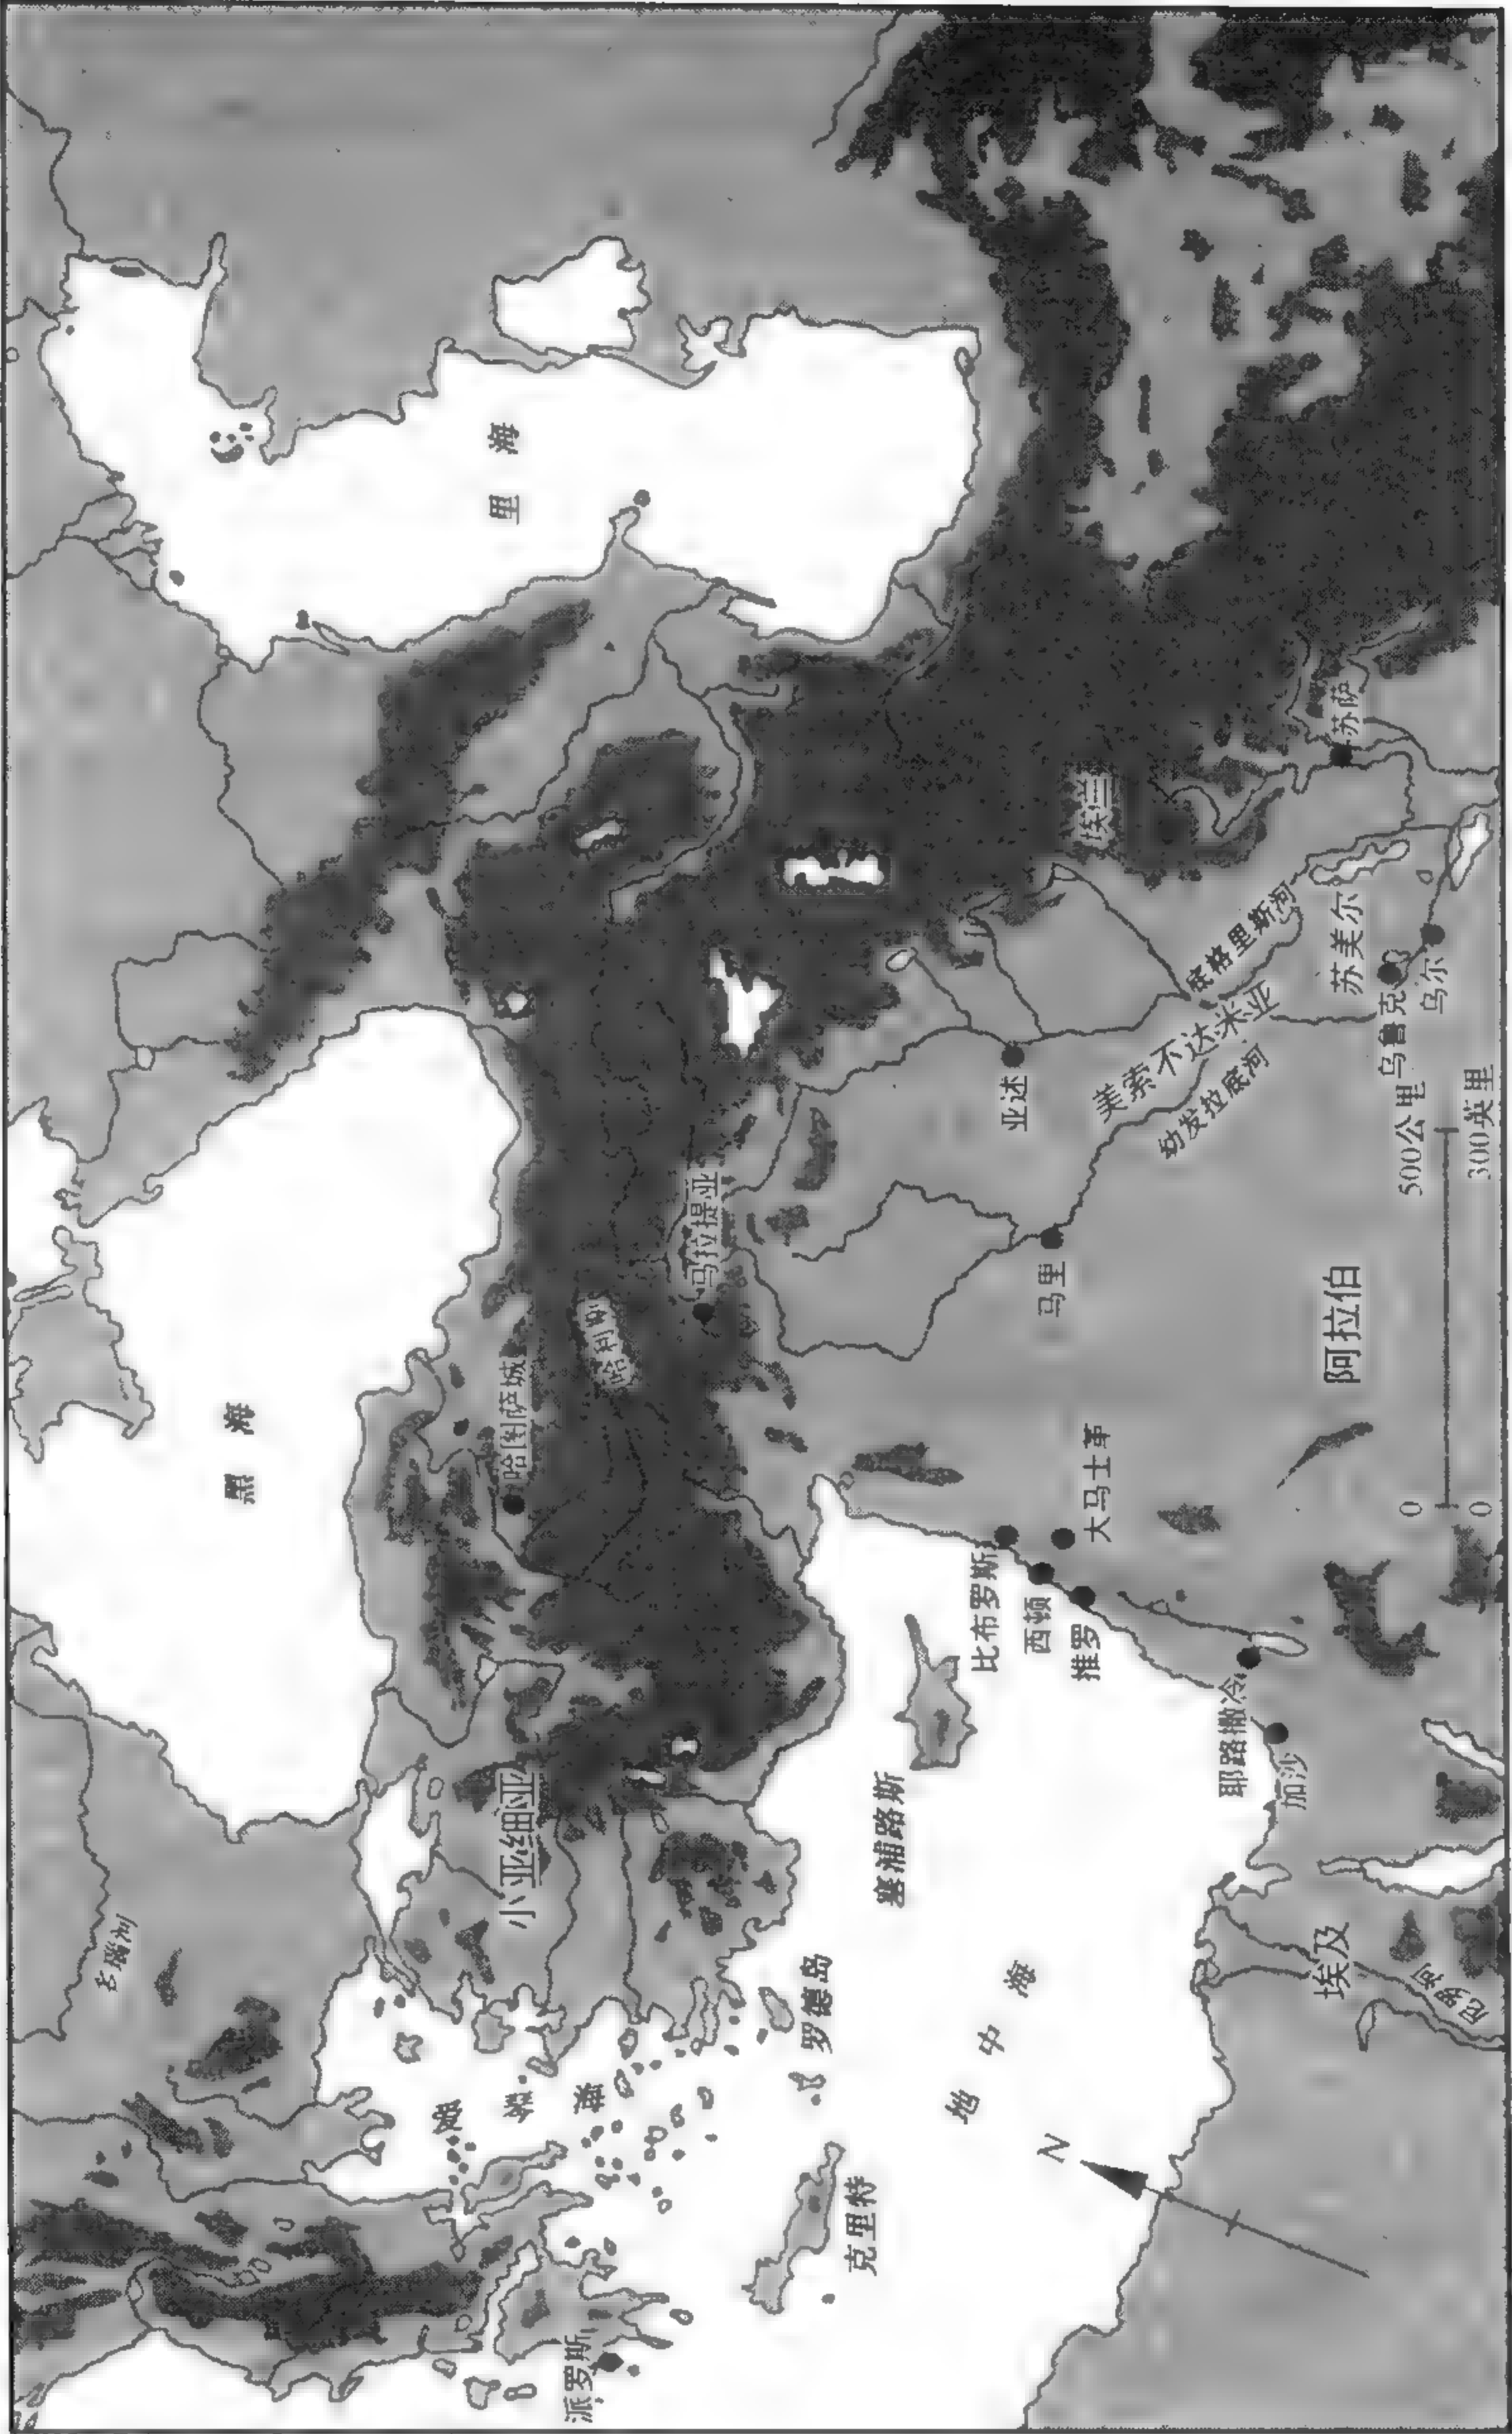 里海
黑海
多瑙河
爱琴海
小亚细亚
哈图萨城
哈利斯
马拉提亚
埃兰
苏萨
底格里斯河
苏美尔
美索不达米亚
幼发拉底河
乌鲁克
乌尔
亚述
马里
阿拉伯
大马士革
比布罗斯
西顿
推罗
耶路撒冷
加沙
塞浦路斯
罗德岛
地中海
克里特
派罗斯
埃及
尼罗河
N
0 500公里
0 300英里